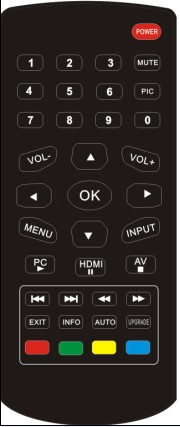 POWER
1 2 3 MUTE
4 5 6 PIC
7 8 9 0
VOL- VOL+
OK
MENU INPUT
PC HDMI AV
EXIT INFO AUTO UPGRADE